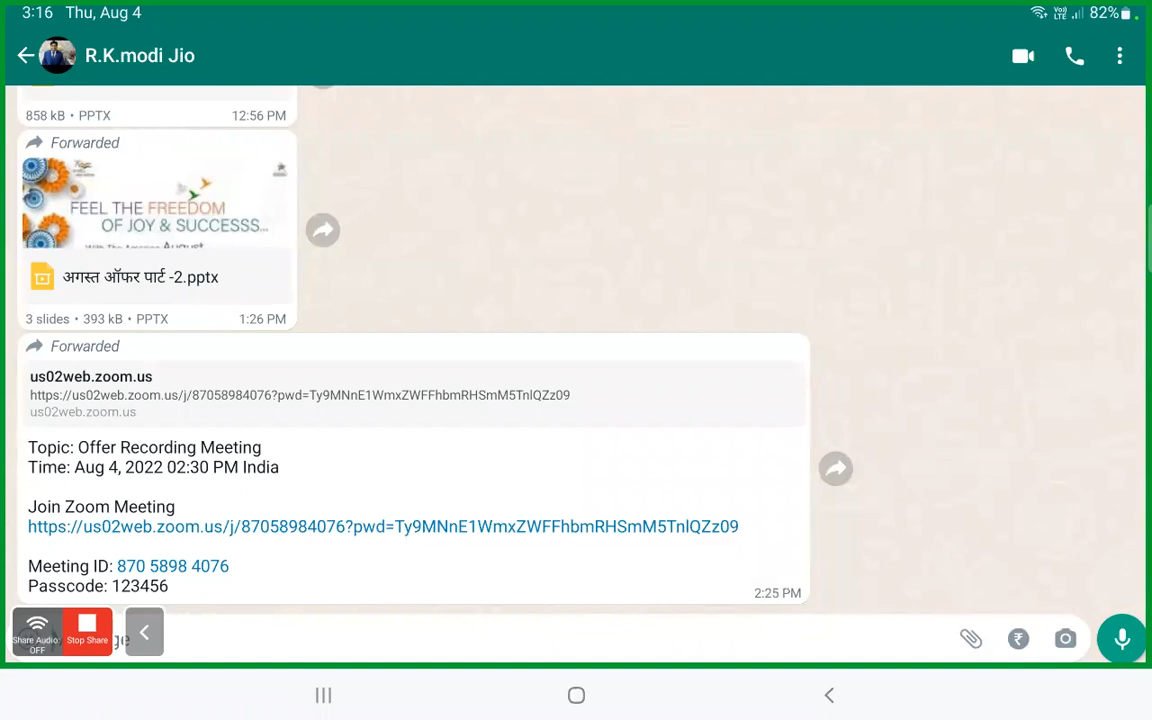 3:16 Thu, Aug 4
82%
R.K.modi Jio
858 kB • PPTX 12:56 PM
Forwarded
FEEL THE FREEDOM
OF JOY & SUCCESSS...
With The Amazing August
अगस्त ऑफर पार्ट -2.pptx
3 slides • 393 kB • PPTX 1:26 PM
Forwarded
us02web.zoom.us
https://us02web.zoom.us/j/87058984076?pwd=Ty9MNnE1WmxZWFFhbmRHSmM5TnlQZz09
us02web.zoom.us
Topic: Offer Recording Meeting
Time: Aug 4, 2022 02:30 PM India
Join Zoom Meeting
https://us02web.zoom.us/j/87058984076?pwd=Ty9MNnE1WmxZWFFhbmRHSmM5TnlQZz09
Meeting ID: 870 5898 4076
Passcode: 123456
2:25 PM
Share Audio: OFF
Stop Share